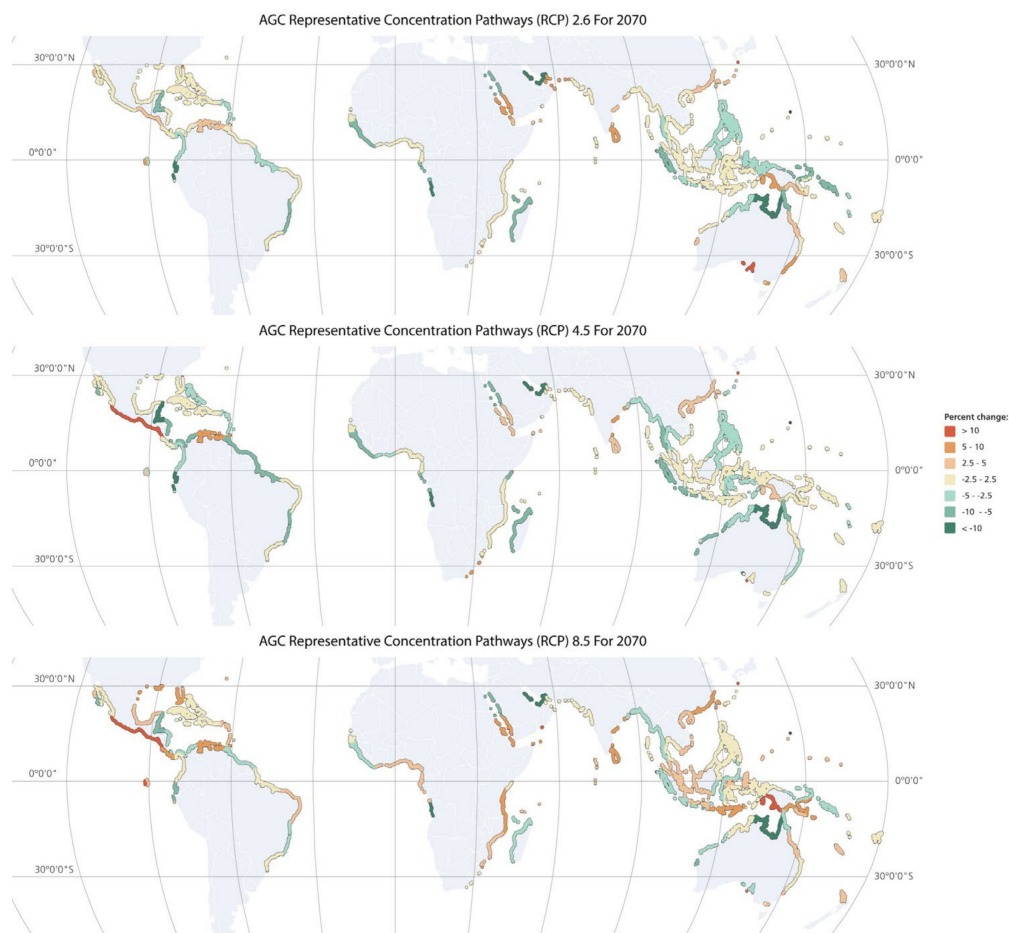 AGC Representative Concentration Pathways (RCP) 2.6 For 2070
30°0'0"N
30°0'0"N
0°0'0"
0°0'0"
30°0'0"S
30°0'0"S
AGC Representative Concentration Pathways (RCP) 4.5 For 2070
30°0'0"N
30°0'0"N
Percent change:
> 10
5 - 10
2.5 - 5
-2.5 - 2.5
-5 - -2.5
-10 - -5
< -10
0°0'0"
0°0'0"
30°0'0"S
30°0'0"S
AGC Representative Concentration Pathways (RCP) 8.5 For 2070
30°0'0"N
30°0'0"N
0°0'0"
0°0'0"
30°0'0"S
30°0'0"S